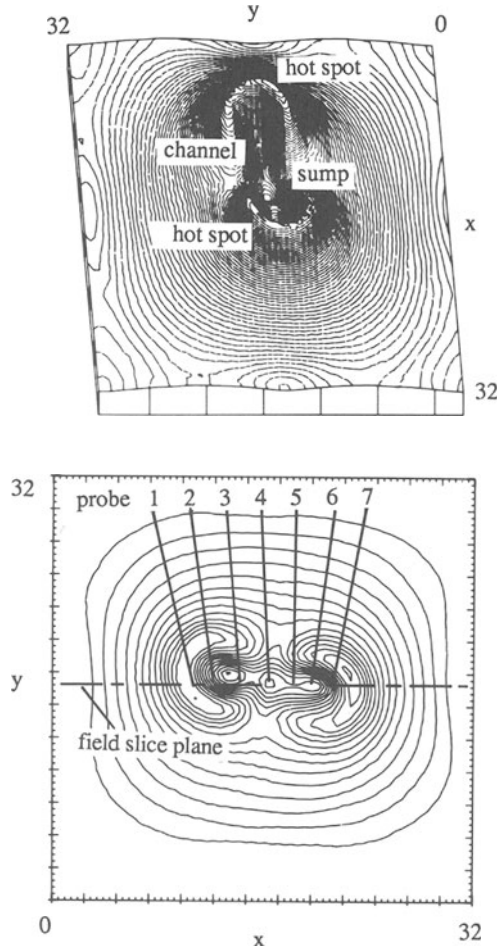 y
32 0
hot spot
channel
sump
hot spot
x
32
32
probe 1 2 3 4 5 6 7
y
field slice plane
0 32
x